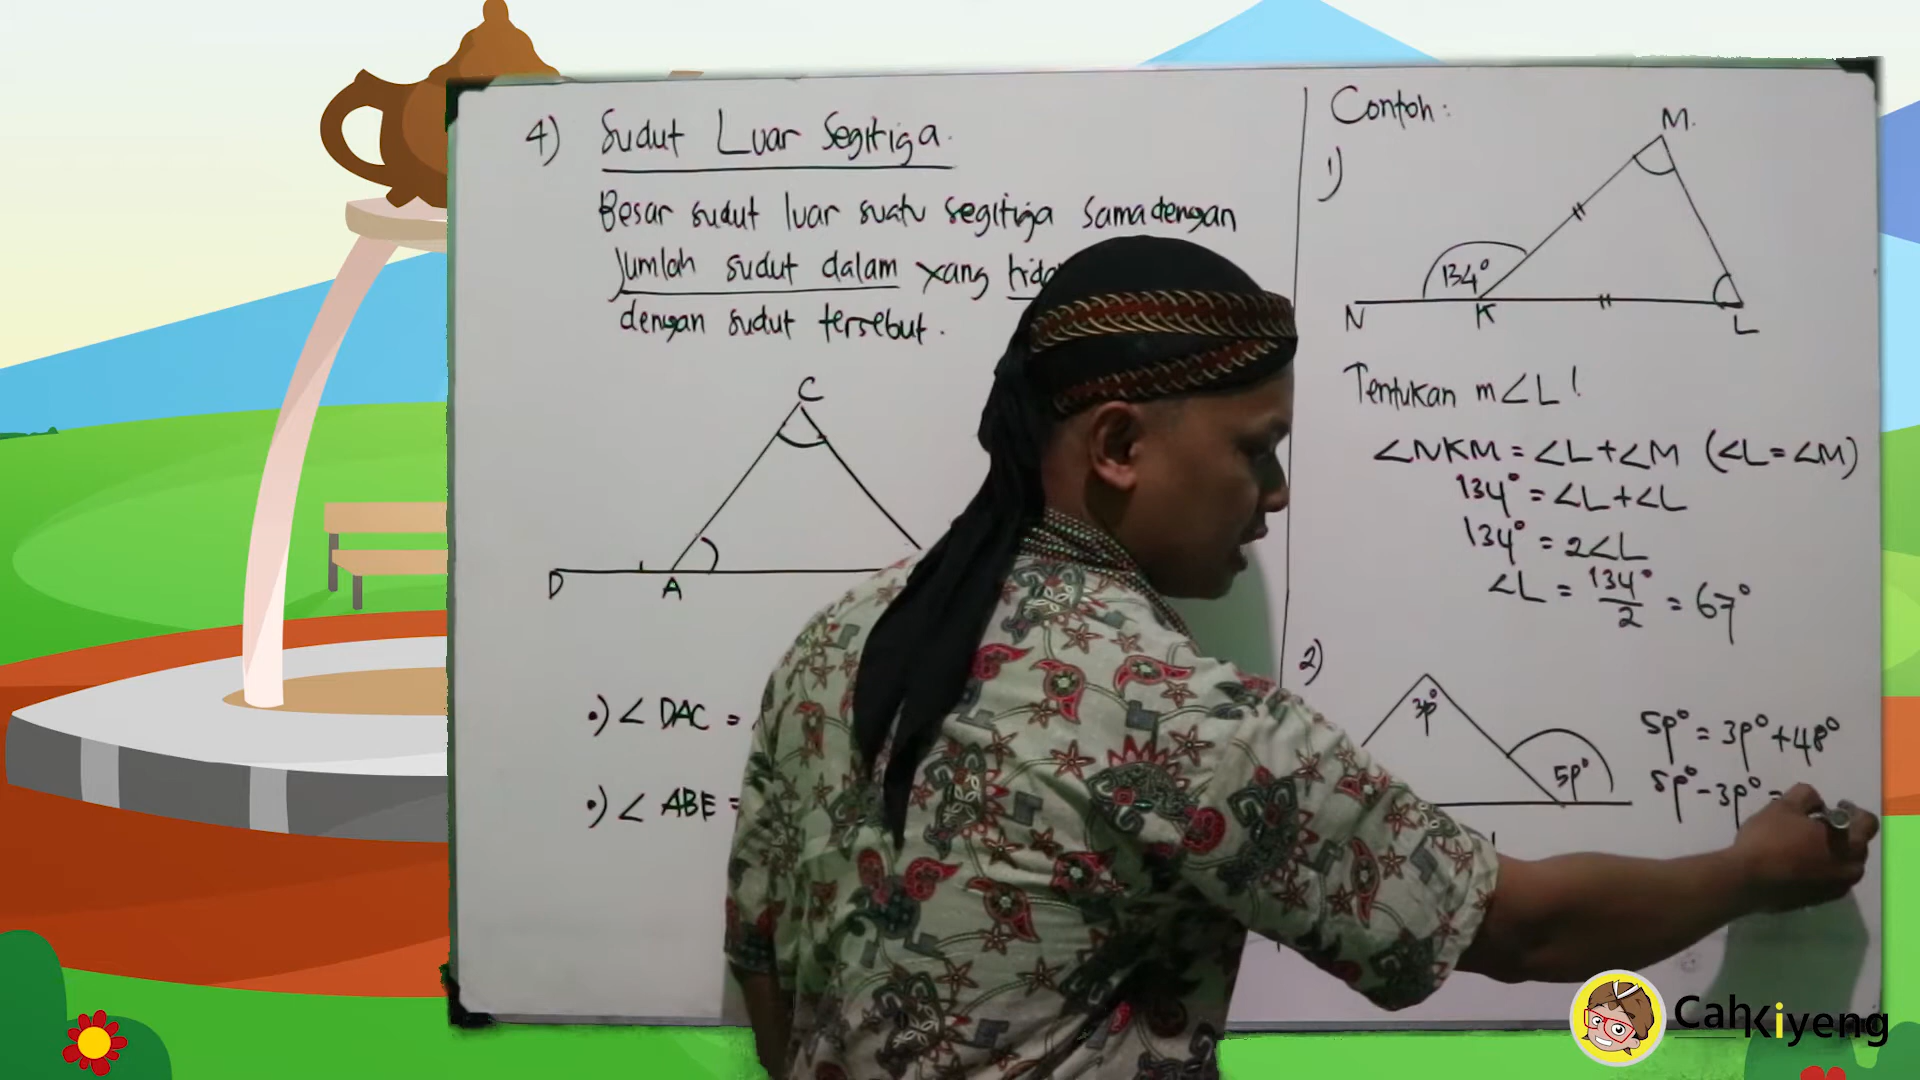 4) Sudut Luar Segitiga.
Besar sudut luar suatu segitiga sama dengan
jumlah sudut dalam yang
dengan sudut tersebut.
C
D
A
•) ∠ DAC =
•) ∠ ABE =
Contoh:
1)
M
134°
N
K
L
Tentukan m∠L!
∠NKM = ∠L+∠M (∠L=∠M)
134° = ∠L+∠L
134° = 2∠L
∠L = 134°/2 = 67°
2)
3p°
5p°
5p° = 3p°+48°
5p°-3p° =
CahKiyeng